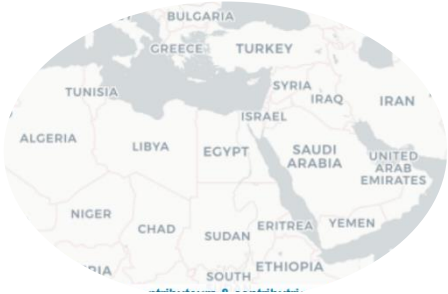 BULGARIA
GREECE
TURKEY
TUNISIA
SYRIA
IRAQ
IRAN
ISRAEL
ALGERIA
LIBYA
EGYPT
SAUDI
ARABIA
UNITED
ARAB
EMIRATES
NIGER
CHAD
SUDAN
ERITREA
YEMEN
SOUTH
ETHIOPIA